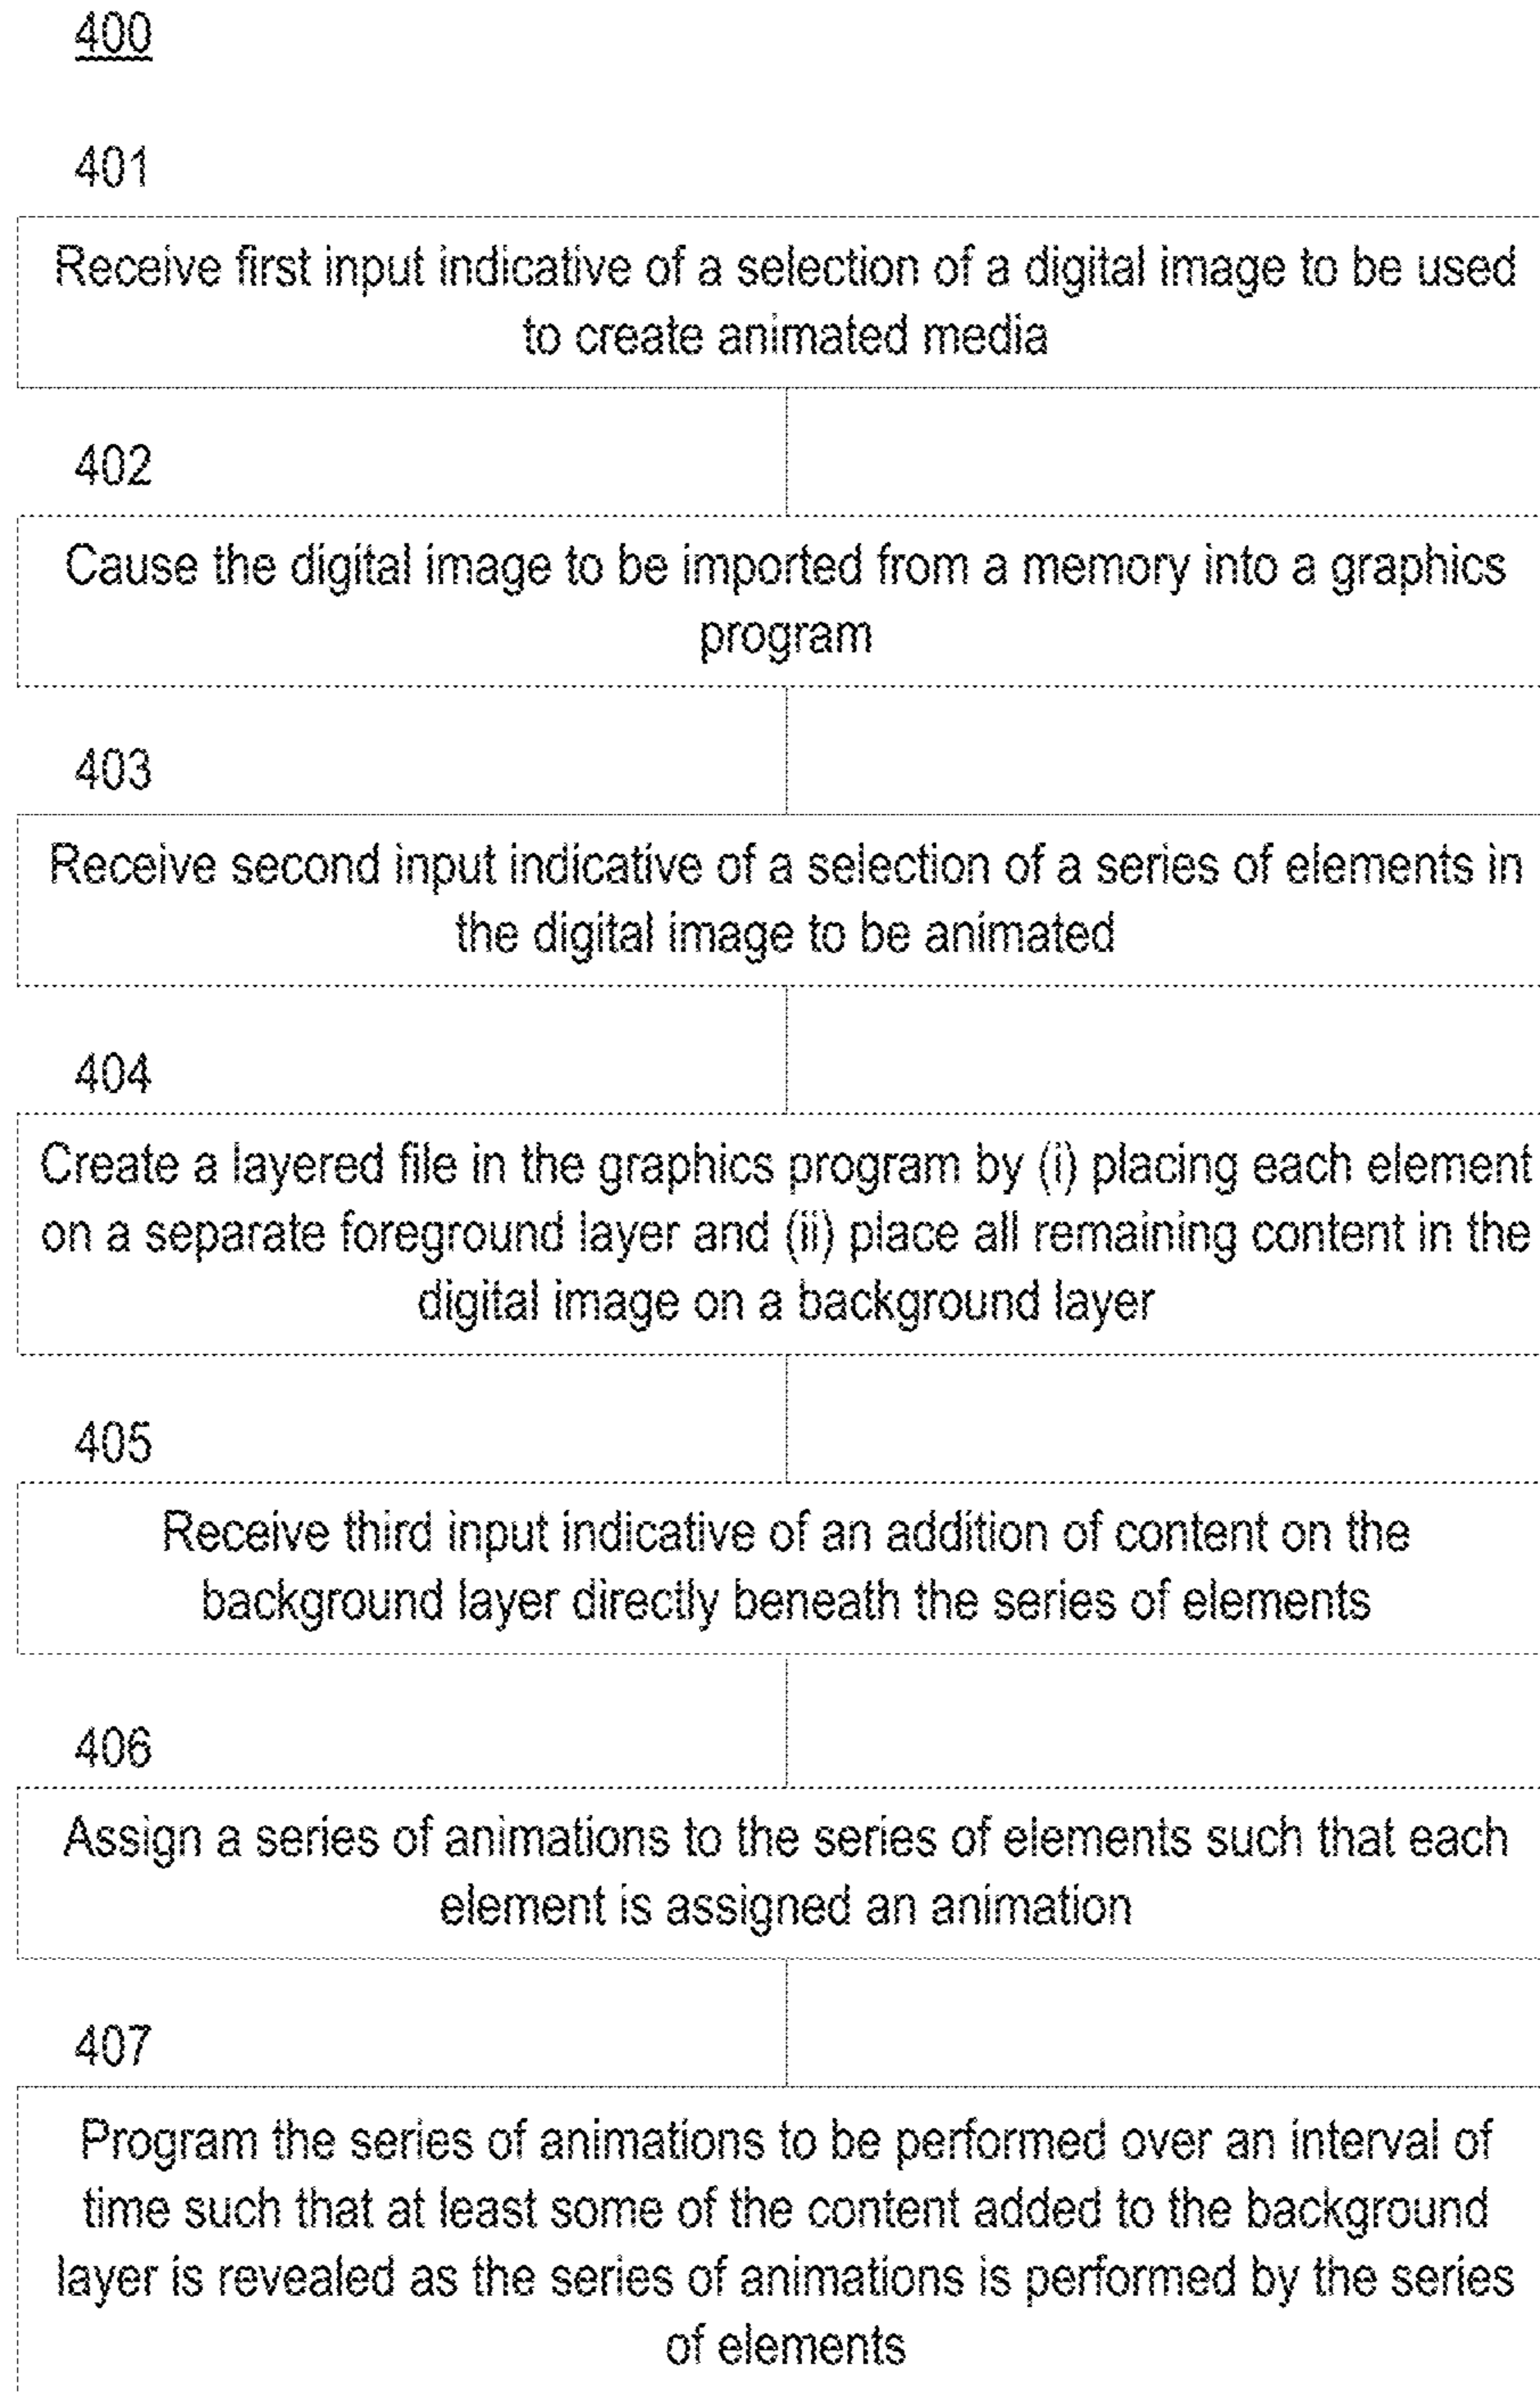 400
401
Receive first input indicative of a selection of a digital image to be used
to create animated media
402
Cause the digital image to be imported from a memory into a graphics
program
403
Receive second input indicative of a selection of a series of elements in
the digital image to be animated
404
Create a layered file in the graphics program by (i) placing each element
on a separate foreground layer and (ii) place all remaining content in the
digital image on a background layer
405
Receive third input indicative of an addition of content on the
background layer directly beneath the series of elements
406
Assign a series of animations to the series of elements such that each
element is assigned an animation
407
Program the series of animations to be performed over an interval of
time such that at least some of the content added to the background
layer is revealed as the series of animations is performed by the series
of elements